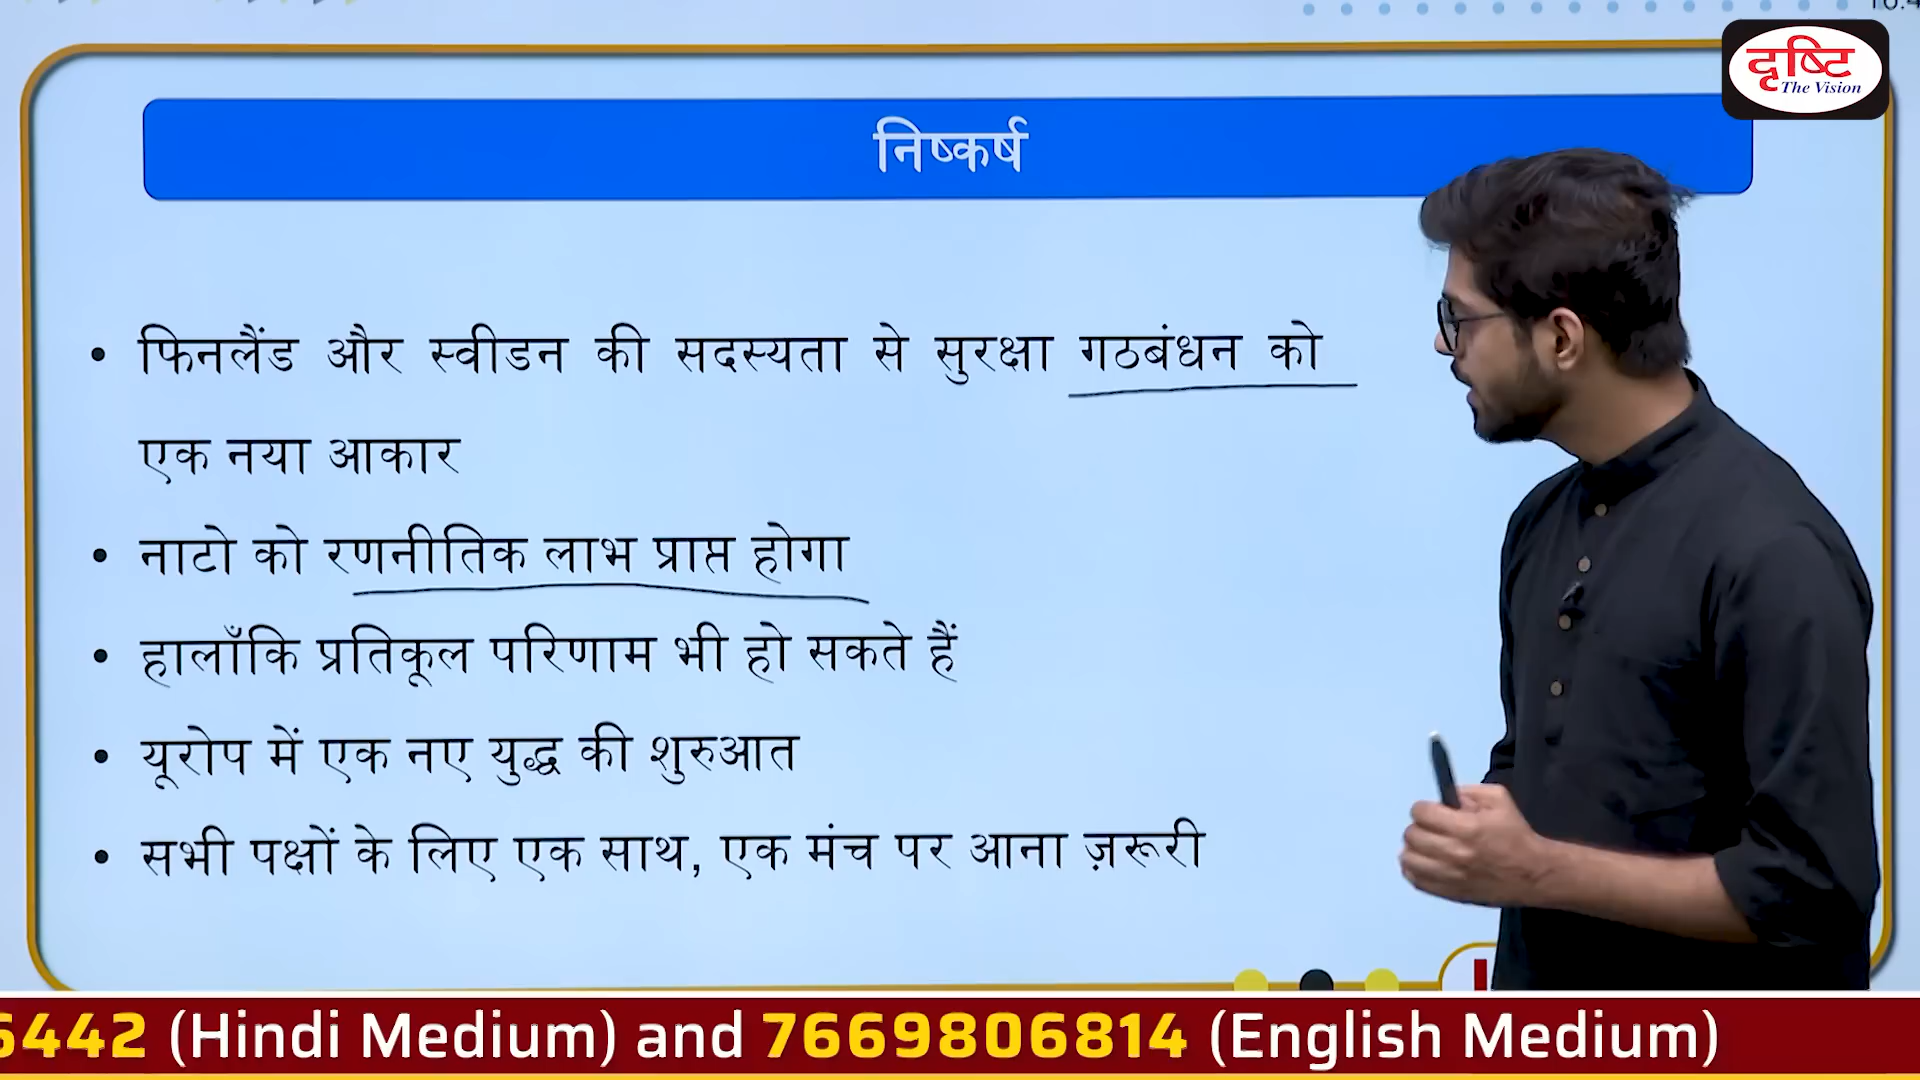 दृष्टि
The Vision
निष्कर्ष
• फिनलैंड और स्वीडन की सदस्यता से सुरक्षा गठबंधन को
एक नया आकार
• नाटो को रणनीतिक लाभ प्राप्त होगा
• हालाँकि प्रतिकूल परिणाम भी हो सकते हैं
• यूरोप में एक नए युद्ध की शुरुआत
• सभी पक्षों के लिए एक साथ, एक मंच पर आना ज़रूरी
6442 (Hindi Medium) and 7669806814 (English Medium)